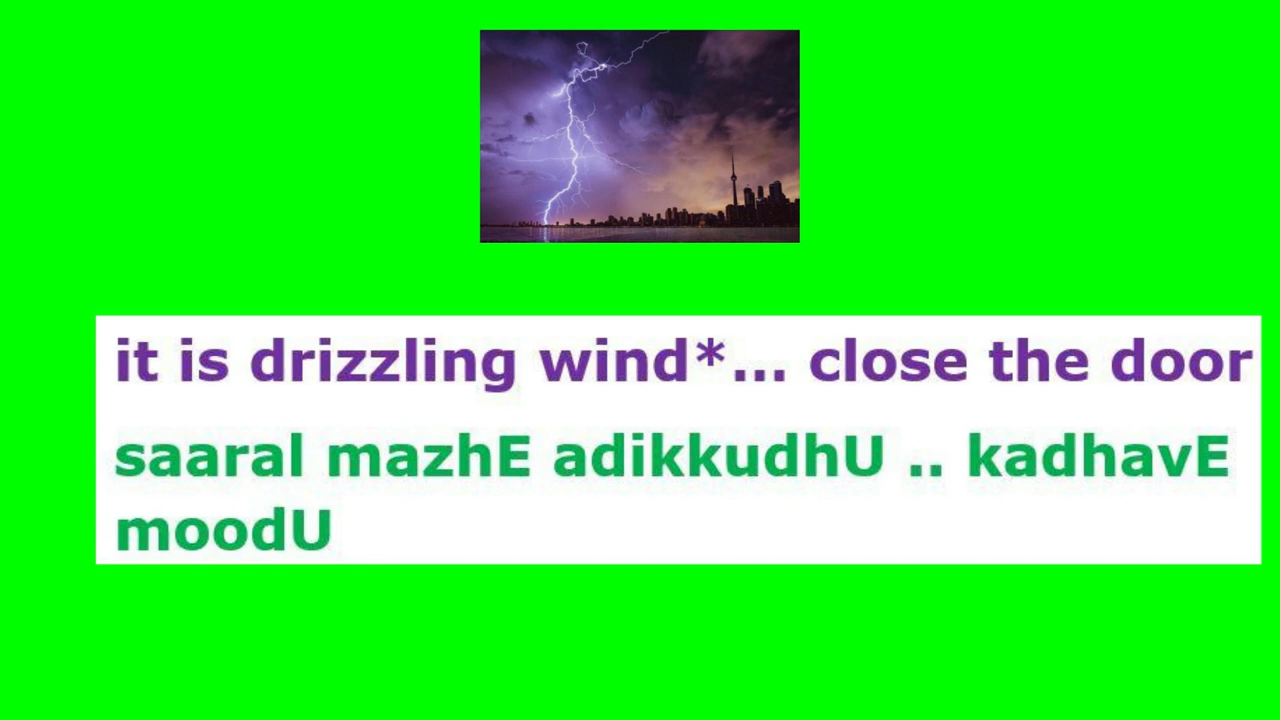 it is drizzling wind*... close the door
saaral mazhE adikkudhU .. kadhavE
moodU